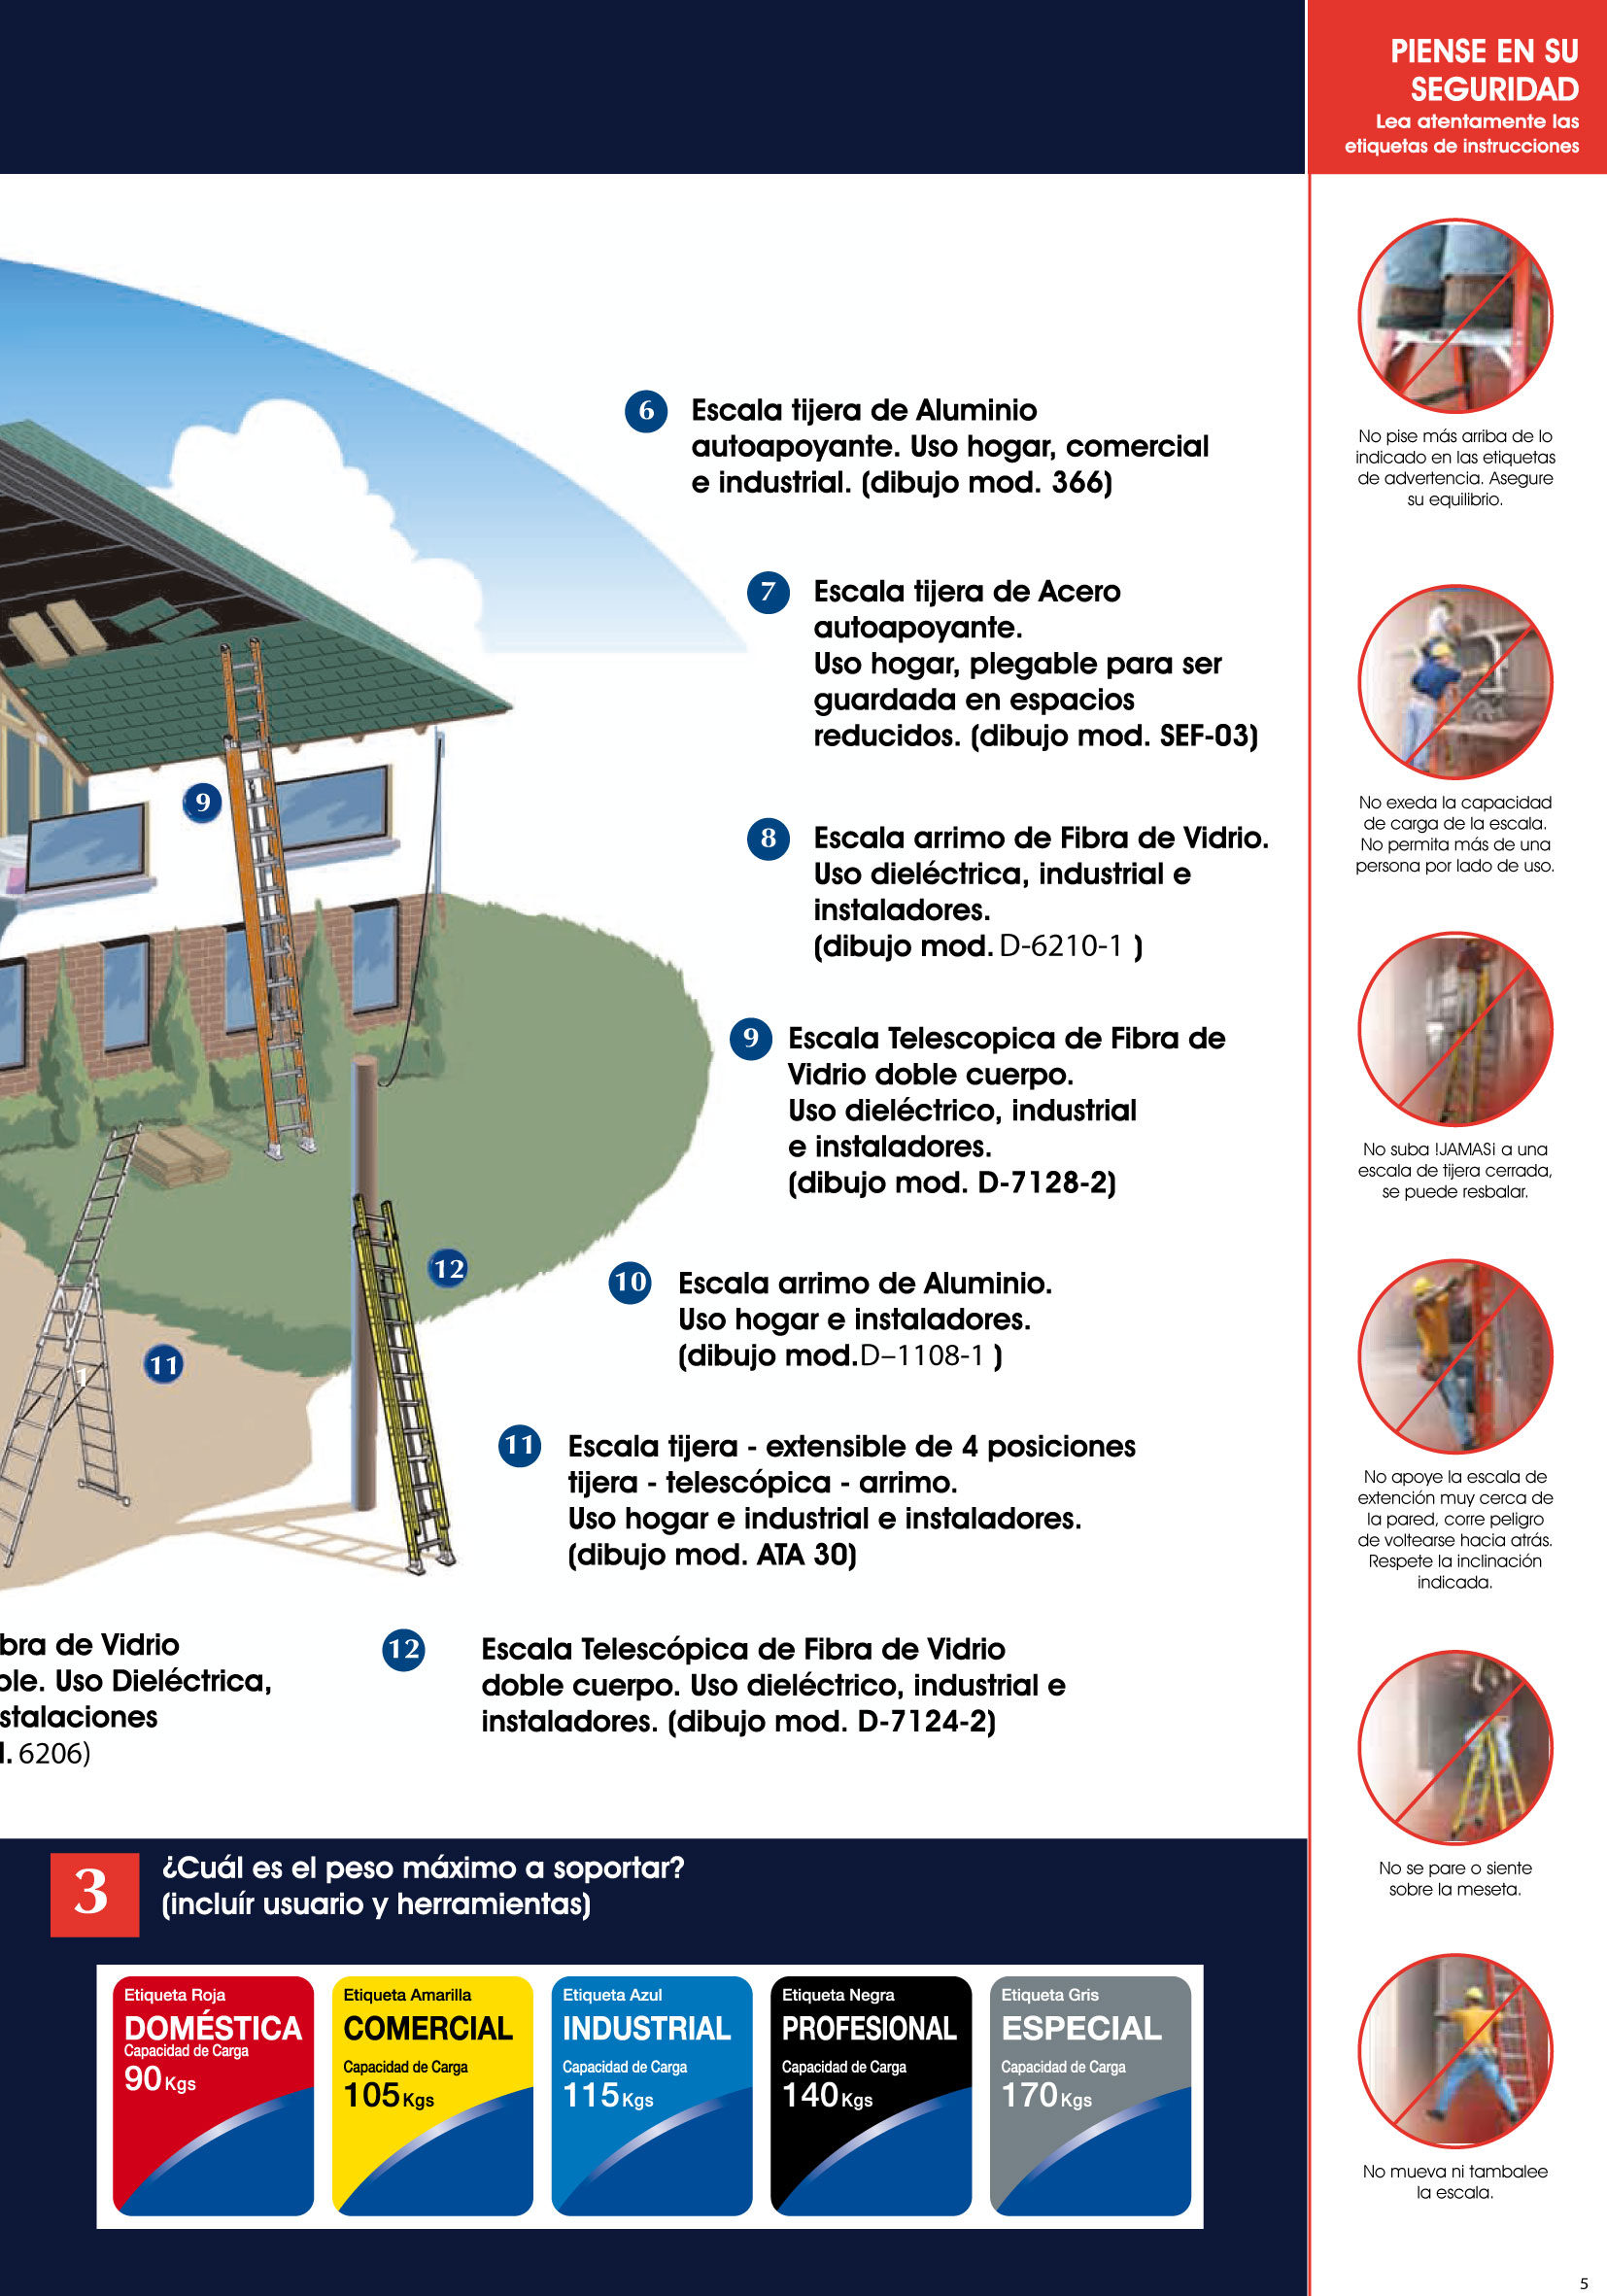 PIENSE EN SU
SEGURIDAD
Lea atentamente las
etiquetas de instrucciones
6
Escala tijera de Aluminio
autoapoyante. Uso hogar, comercial
e industrial. (dibujo mod. 366)
7
Escala tijera de Acero
autoapoyante.
Uso hogar, plegable para ser
guardada en espacios
reducidos. (dibujo mod. SEF-03)
8
Escala arrimo de Fibra de Vidrio.
Uso dieléctrica, industrial e
instaladores.
(dibujo mod. D-6210-1 )
9
Escala Telescopica de Fibra de
Vidrio doble cuerpo.
Uso dieléctrico, industrial
e instaladores.
(dibujo mod. D-7128-2)
10
Escala arrimo de Aluminio.
Uso hogar e instaladores.
(dibujo mod.D–1108-1 )
11
Escala tijera - extensible de 4 posiciones
tijera - telescópica - arrimo.
Uso hogar e industrial e instaladores.
(dibujo mod. ATA 30)
12
Escala Telescópica de Fibra de Vidrio
doble cuerpo. Uso dieléctrico, industrial e
instaladores. (dibujo mod. D-7124-2)
9
12
11
1
bra de Vidrio
ble. Uso Dieléctrica,
stalaciones
l. 6206)
3
¿Cuál es el peso máximo a soportar?
(incluír usuario y herramientas)
Etiqueta Roja
DOMÉSTICA
Capacidad de Carga
90 Kgs
Etiqueta Amarilla
COMERCIAL
Capacidad de Carga
105 Kgs
Etiqueta Azul
INDUSTRIAL
Capacidad de Carga
115 Kgs
Etiqueta Negra
PROFESIONAL
Capacidad de Carga
140 Kgs
Etiqueta Gris
ESPECIAL
Capacidad de Carga
170 Kgs
No pise más arriba de lo
indicado en las etiquetas
de advertencia. Asegure
su equilibrio.
No exeda la capacidad
de carga de la escala.
No permita más de una
persona por lado de uso.
No suba !JAMAS¡ a una
escala de tijera cerrada,
se puede resbalar.
No apoye la escala de
extención muy cerca de
la pared, corre peligro
de voltearse hacia atrás.
Respete la inclinación
indicada.
No se pare o siente
sobre la meseta.
No mueva ni tambalee
la escala.
5